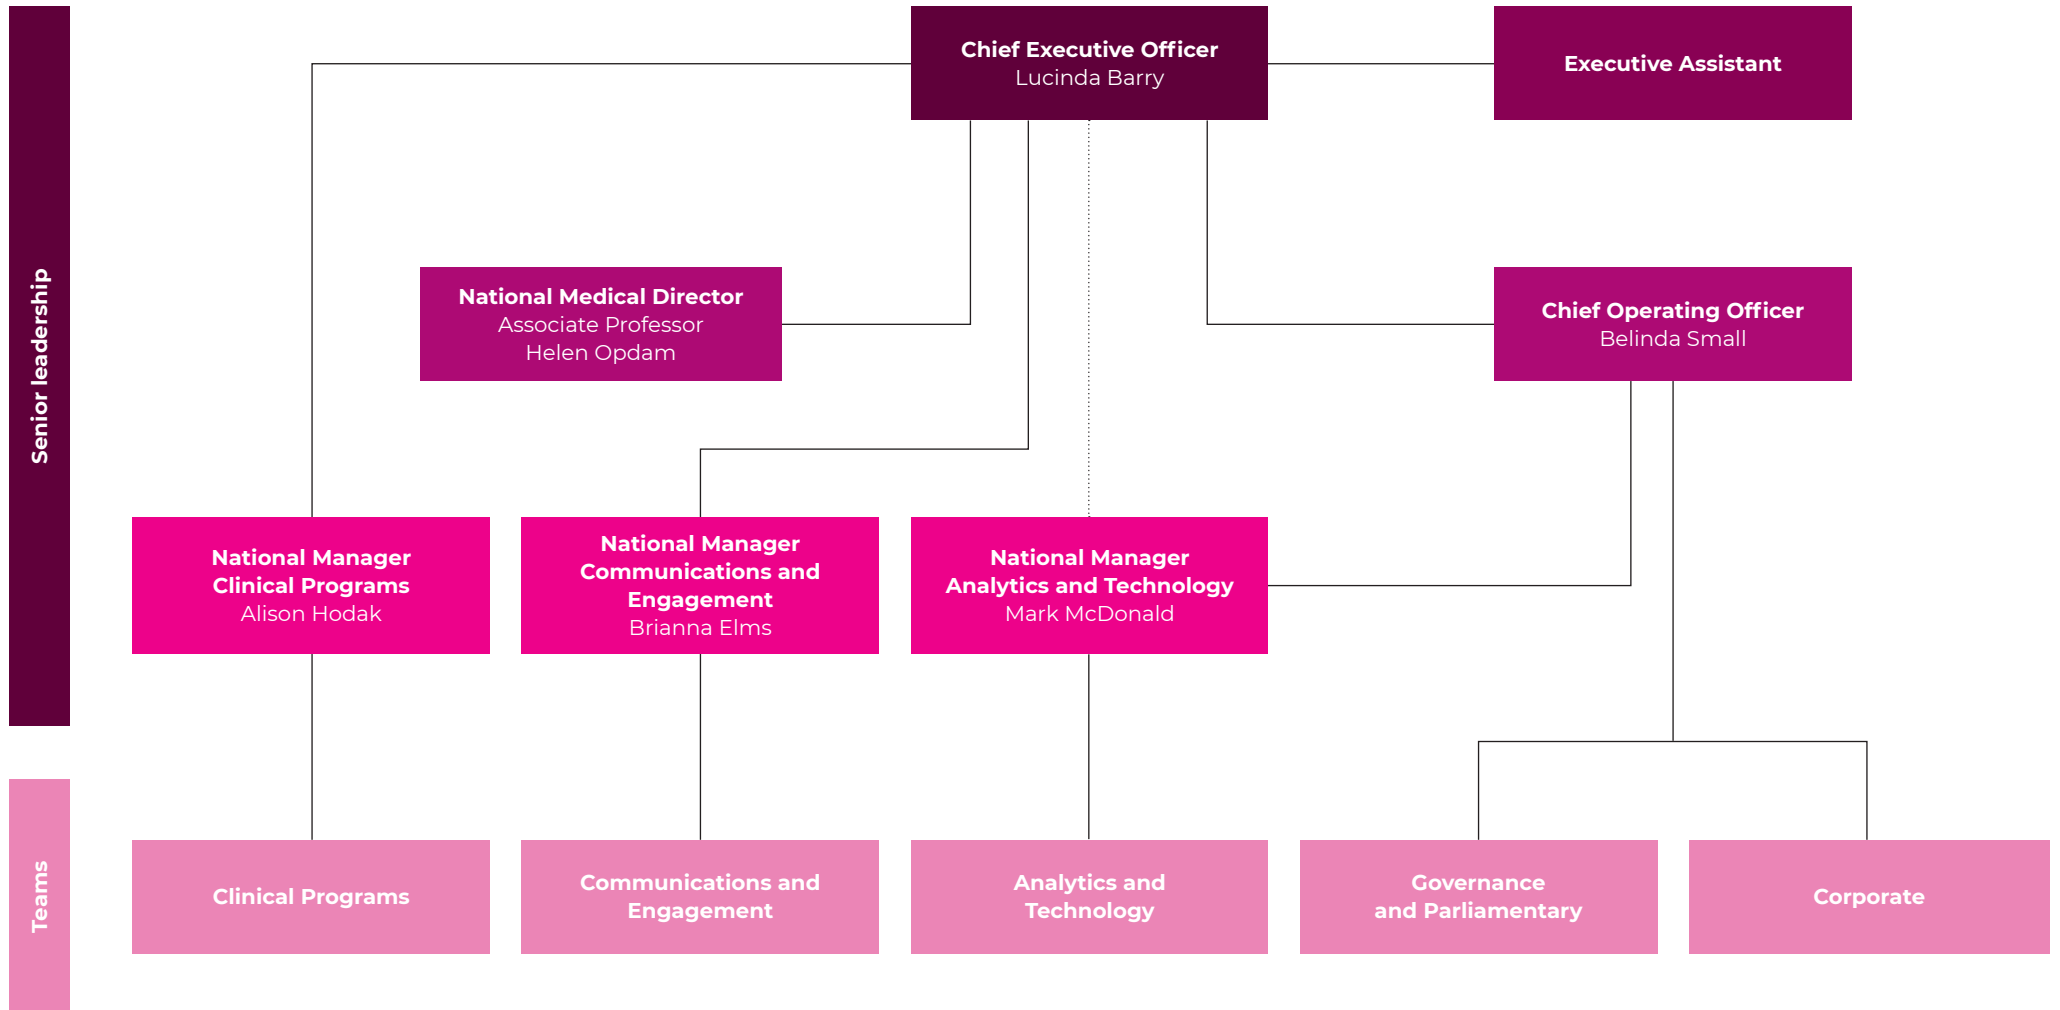 Senior leadership
Chief Executive Officer
Lucinda Barry
Executive Assistant
National Medical Director
Associate Professor
Helen Opdam
Chief Operating Officer
Belinda Small
National Manager
Clinical Programs
Alison Hodak
National Manager
Communications and
Engagement
Brianna Elms
National Manager
Analytics and Technology
Mark McDonald
Teams
Clinical Programs
Communications and
Engagement
Analytics and
Technology
Governance
and Parliamentary
Corporate